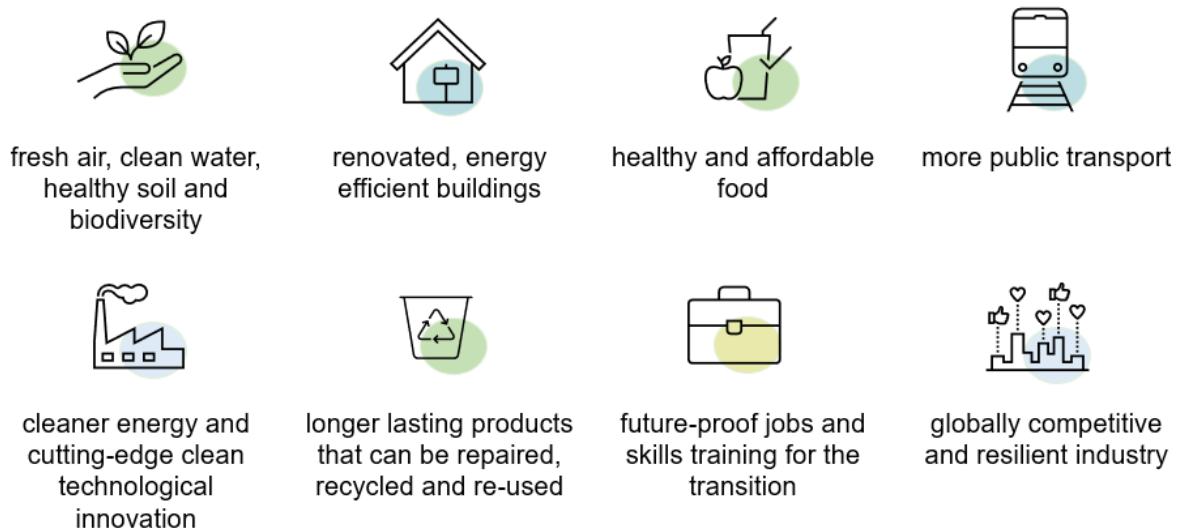 fresh air, clean water,
healthy soil and
biodiversity
renovated, energy
efficient buildings
healthy and affordable
food
more public transport
cleaner energy and
cutting-edge clean
technological
innovation
longer lasting products
that can be repaired,
recycled and re-used
future-proof jobs and
skills training for the
transition
globally competitive
and resilient industry